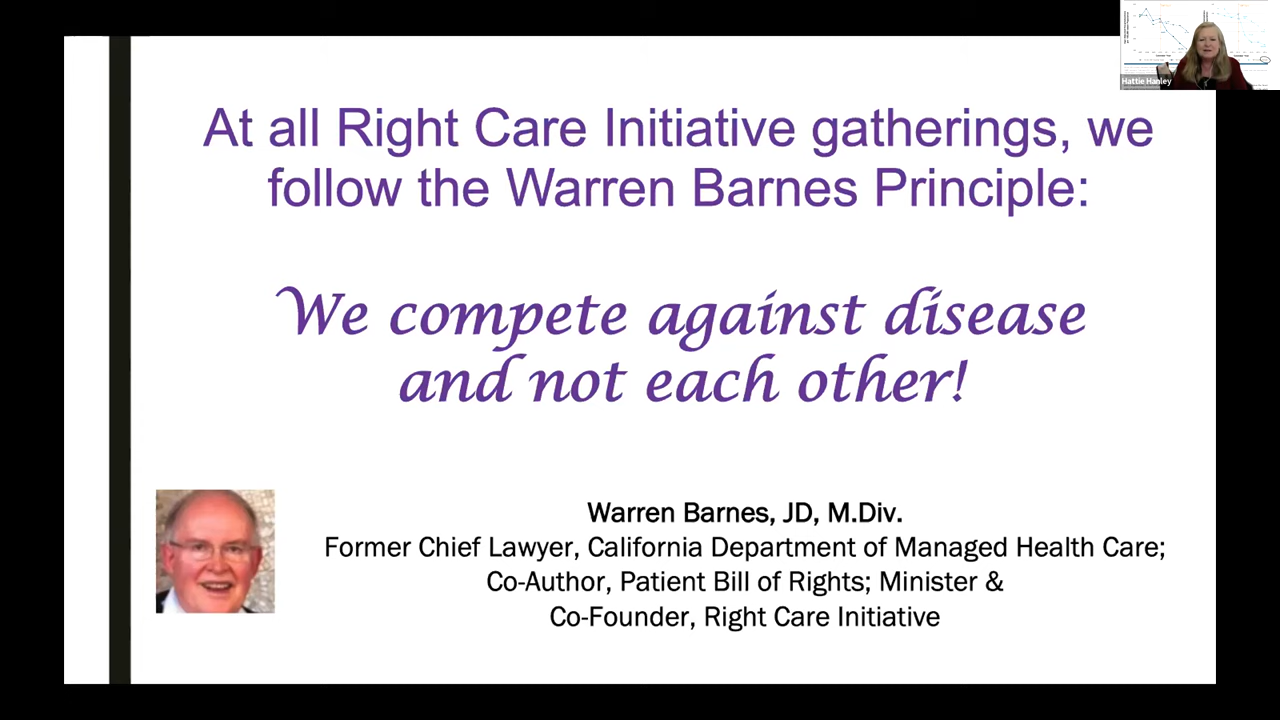 Hattie Hanley
At all Right Care Initiative gatherings, we
follow the Warren Barnes Principle:
We compete against disease
and not each other!
Warren Barnes, JD, M.Div.
Former Chief Lawyer, California Department of Managed Health Care;
Co-Author, Patient Bill of Rights; Minister &
Co-Founder, Right Care Initiative